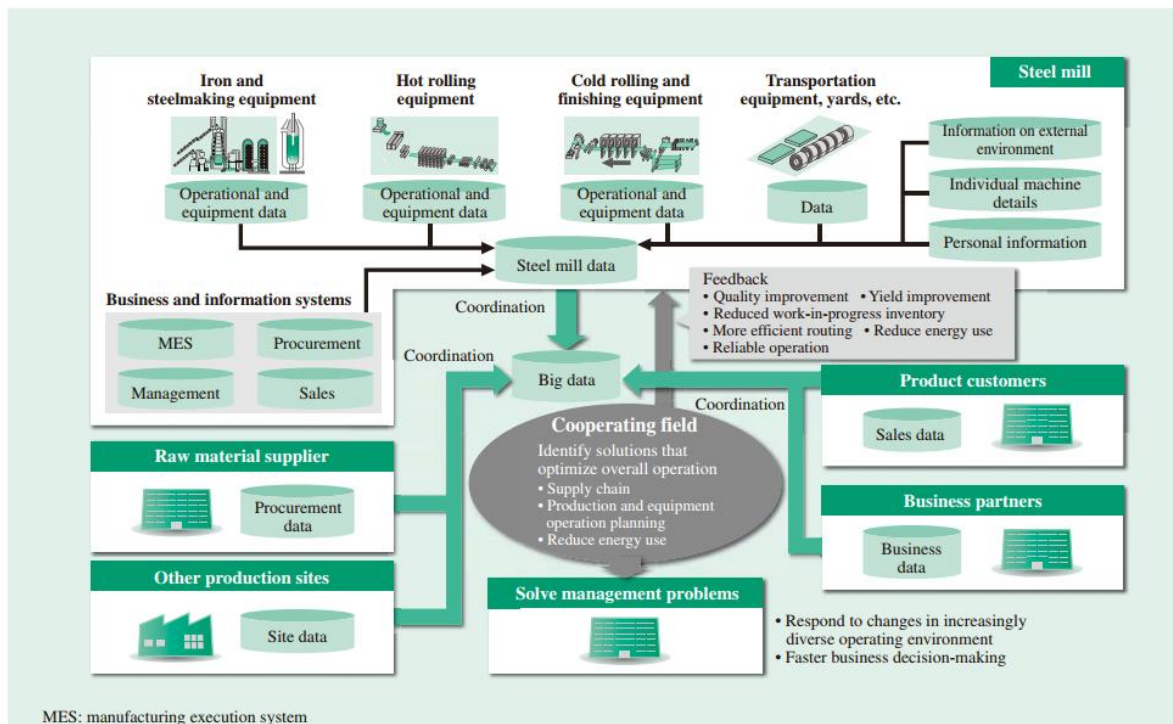 Steel mill
Iron and
steelmaking equipment
Hot rolling
equipment
Cold rolling and
finishing equipment
Transportation
equipment, yards, etc.
Operational and
equipment data
Operational and
equipment data
Operational and
equipment data
Data
Information on external
environment
Individual machine
details
Personal information
Steel mill data
Business and information systems
MES
Procurement
Management
Sales
Coordination
Feedback
• Quality improvement • Yield improvement
• Reduced work-in-progress inventory
• More efficient routing • Reduce energy use
• Reliable operation
Coordination
Big data
Coordination
Product customers
Sales data
Raw material supplier
Procurement
data
Cooperating field
Identify solutions that
optimize overall operation
• Supply chain
• Production and equipment
operation planning
• Reduce energy use
Business partners
Business
data
Other production sites
Site data
Solve management problems
• Respond to changes in increasingly
diverse operating environment
• Faster business decision-making
MES: manufacturing execution system